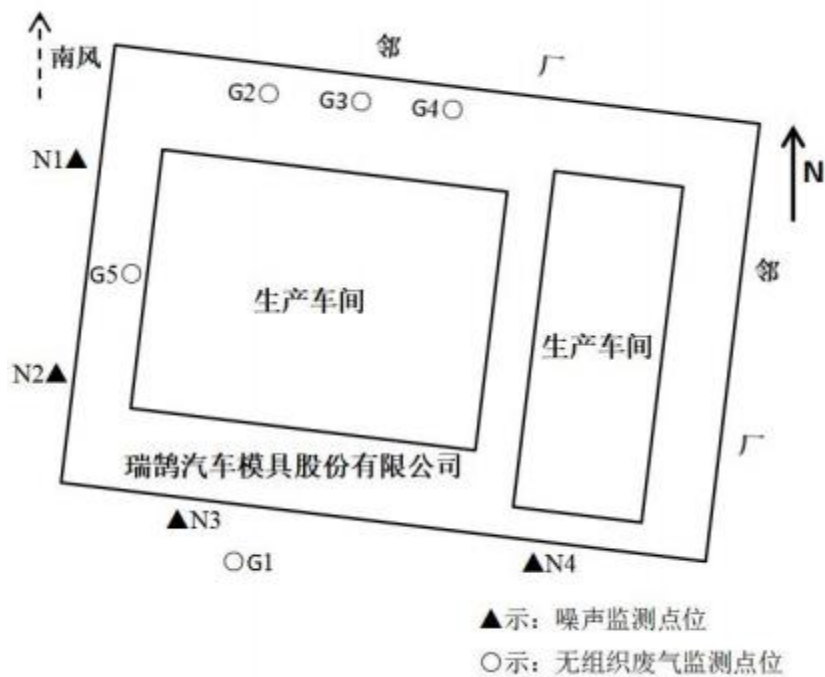 邻
厂
南风
G2
G3
G4
N1
N
G5
邻
生产车间
生产车间
N2
厂
瑞鹄汽车模具股份有限公司
N3
G1
N4
▲示：噪声监测点位
○示：无组织废气监测点位